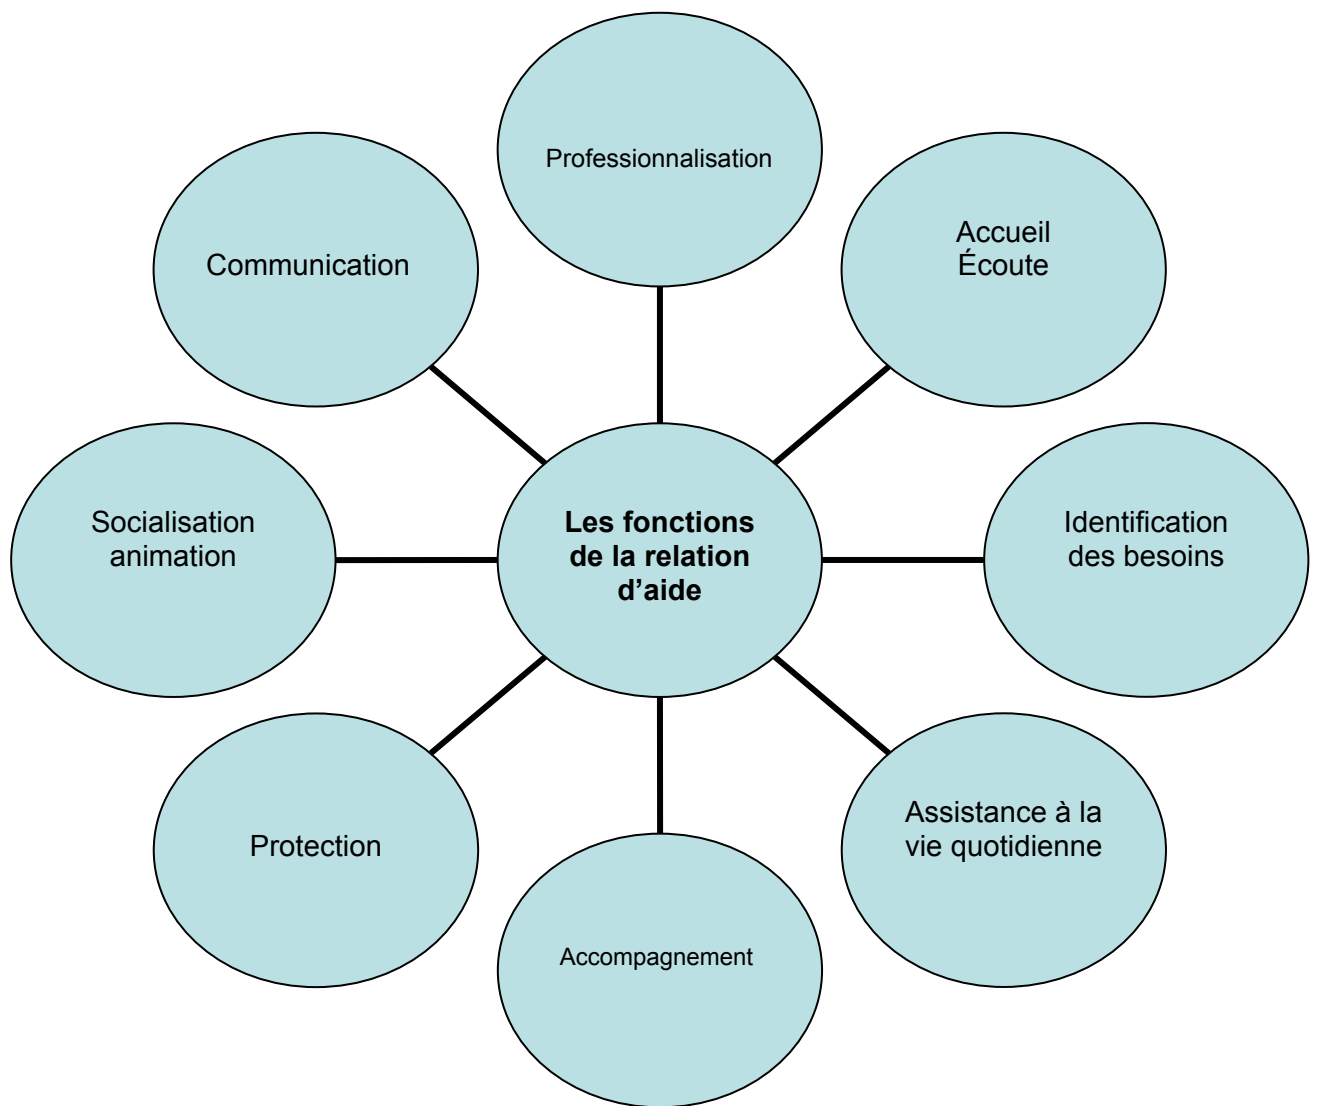 Professionnalisation
Accueil
Écoute
Communication
Socialisation
animation
Les fonctions
de la relation
d’aide
Identification
des besoins
Protection
Assistance à la
vie quotidienne
Accompagnement